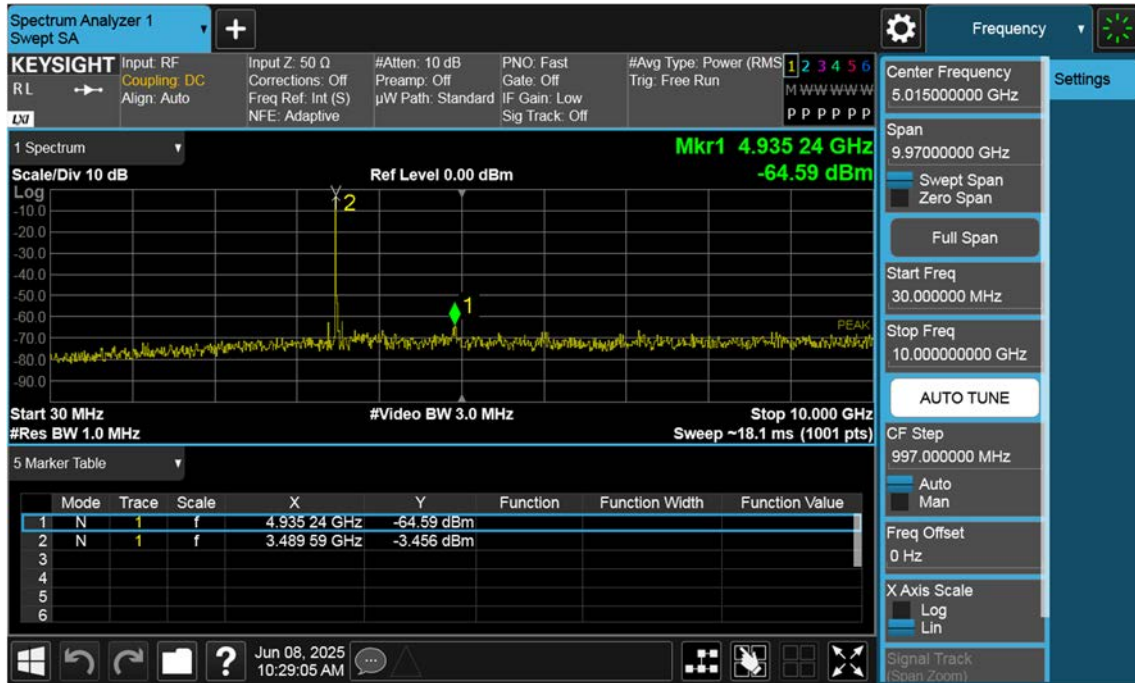 Spectrum Analyzer 1
Swept SA
+
Frequency
KEYSIGHT
RL
LXI
Input: RF
Coupling: DC
Align: Auto
Input Z: 50 Ω
Corrections: Off
Freq Ref: Int (S)
NFE: Adaptive
#Atten: 10 dB
Preamp: Off
µW Path: Standard
PNO: Fast
Gate: Off
IF Gain: Low
Sig Track: Off
#Avg Type: Power (RMS
Trig: Free Run
1 2 3 4 5 6
M W W W W W
P P P P P P
1 Spectrum
Mkr1 4.935 24 GHz
Scale/Div 10 dB
Ref Level 0.00 dBm
-64.59 dBm
Log
-10.0
-20.0
-30.0
-40.0
-50.0
-60.0
-70.0
-80.0
-90.0
2
1
PEAK
Start 30 MHz
#Video BW 3.0 MHz
Stop 10.000 GHz
#Res BW 1.0 MHz
Sweep ~18.1 ms (1001 pts)
5 Marker Table
Mode Trace Scale X Y Function Function Width Function Value
1 N 1 f 4.935 24 GHz -64.59 dBm
2 N 1 f 3.489 59 GHz -3.456 dBm
3
4
5
6
?
Jun 08, 2025
10:29:05 AM
Center Frequency
5.015000000 GHz
Span
9.97000000 GHz
Swept Span
Zero Span
Full Span
Start Freq
30.000000 MHz
Stop Freq
10.000000000 GHz
AUTO TUNE
CF Step
997.000000 MHz
Auto
Man
Freq Offset
0 Hz
X Axis Scale
Log
Lin
Signal Track
(Span Zoom)
Settings